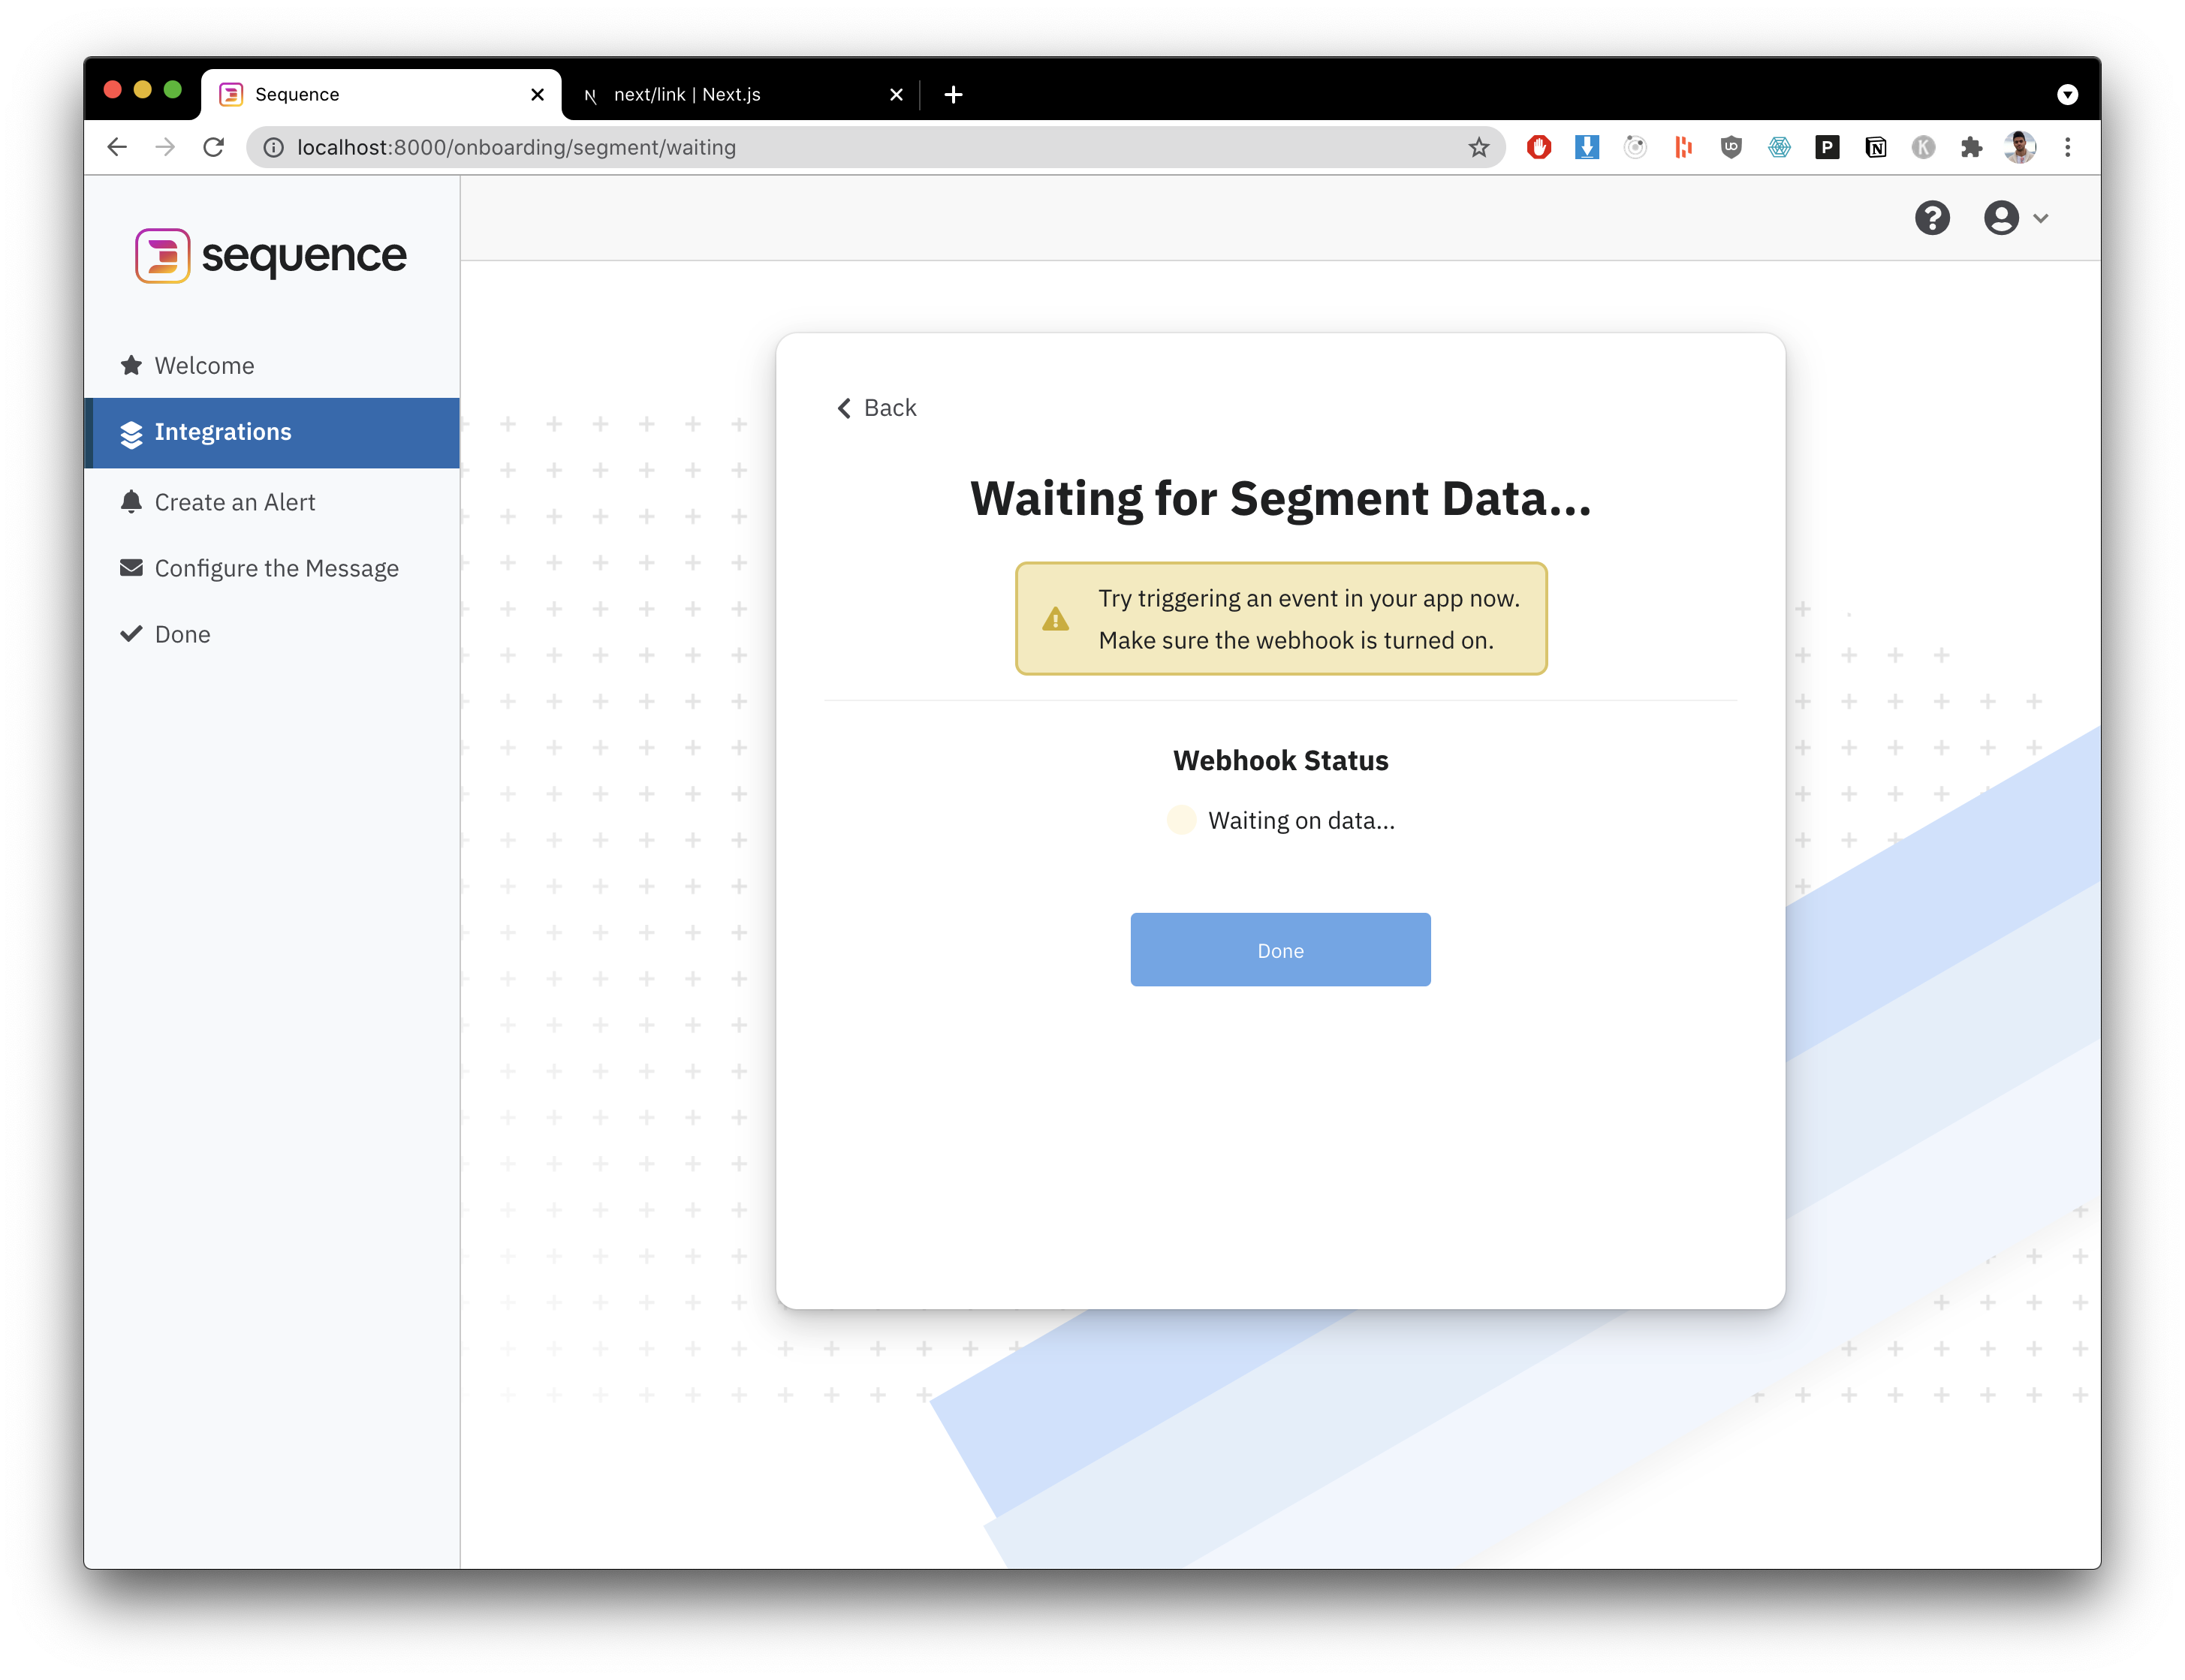 Sequence
next/link | Next.js
localhost:8000/onboarding/segment/waiting
sequence
Welcome
Integrations
Create an Alert
Configure the Message
Done
Back
Waiting for Segment Data...
Try triggering an event in your app now.
Make sure the webhook is turned on.
Webhook Status
Waiting on data...
Done